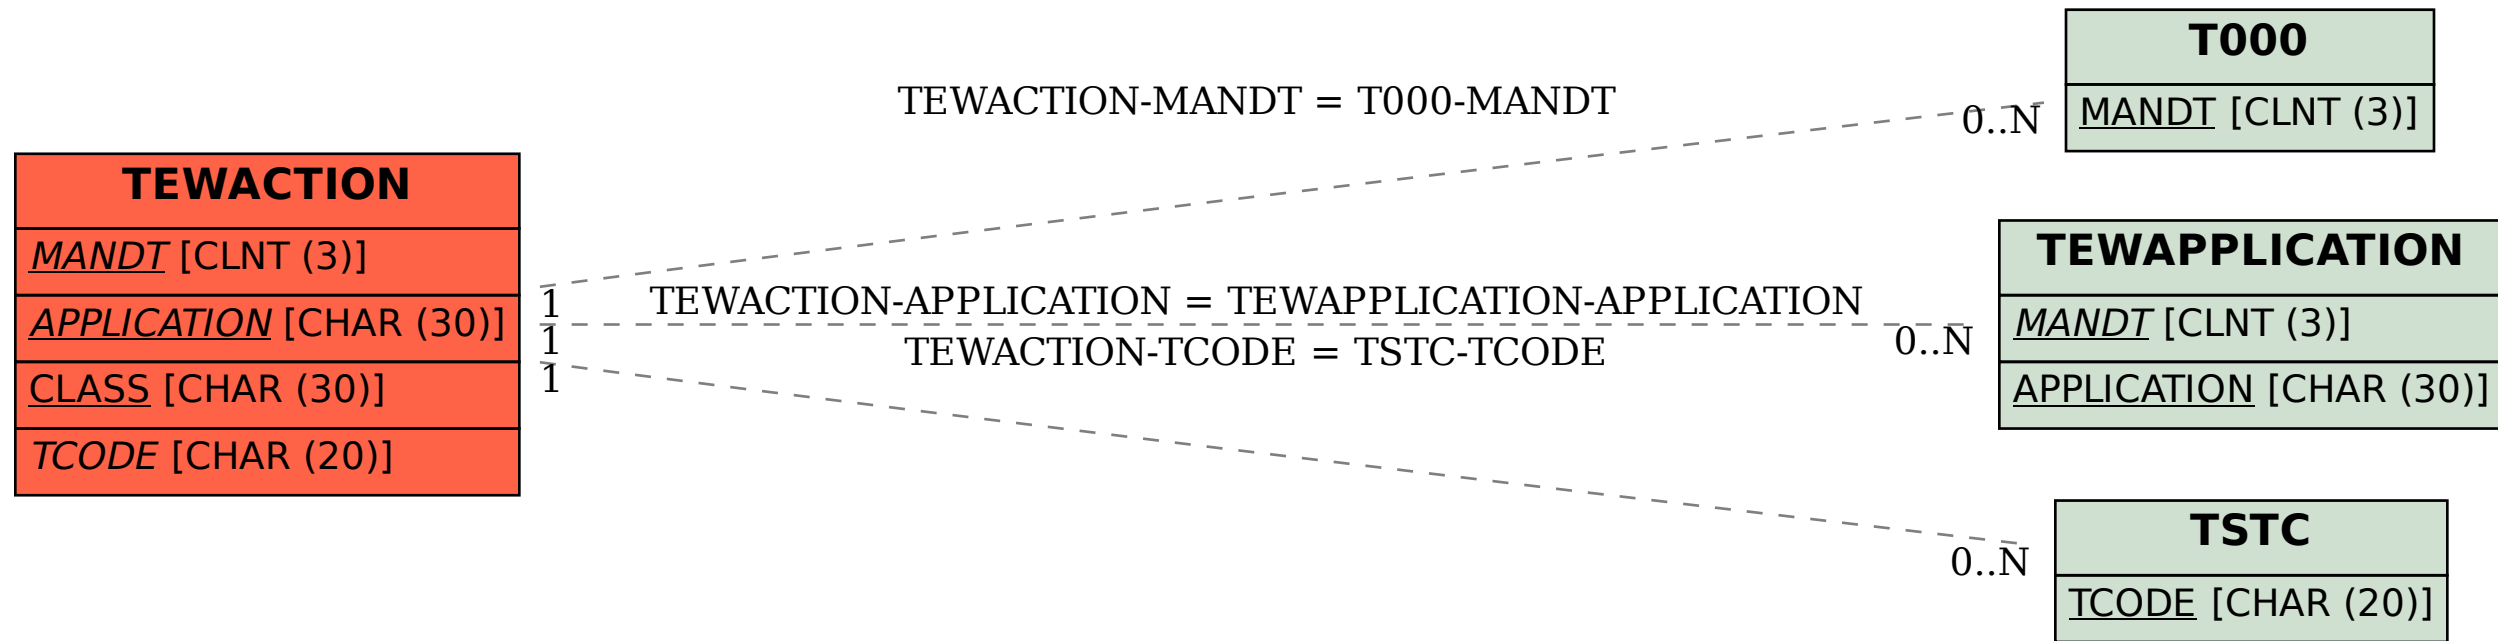 TEWACTION
MANDT [CLNT (3)]
APPLICATION [CHAR (30)]
CLASS [CHAR (30)]
TCODE [CHAR (20)]
TEWACTION-MANDT = T000-MANDT
1
0..N
TEWACTION-APPLICATION = TEWAPPLICATION-APPLICATION
1
0..N
TEWACTION-TCODE = TSTC-TCODE
1
0..N
T000
MANDT [CLNT (3)]
TEWAPPLICATION
MANDT [CLNT (3)]
APPLICATION [CHAR (30)]
TSTC
TCODE [CHAR (20)]